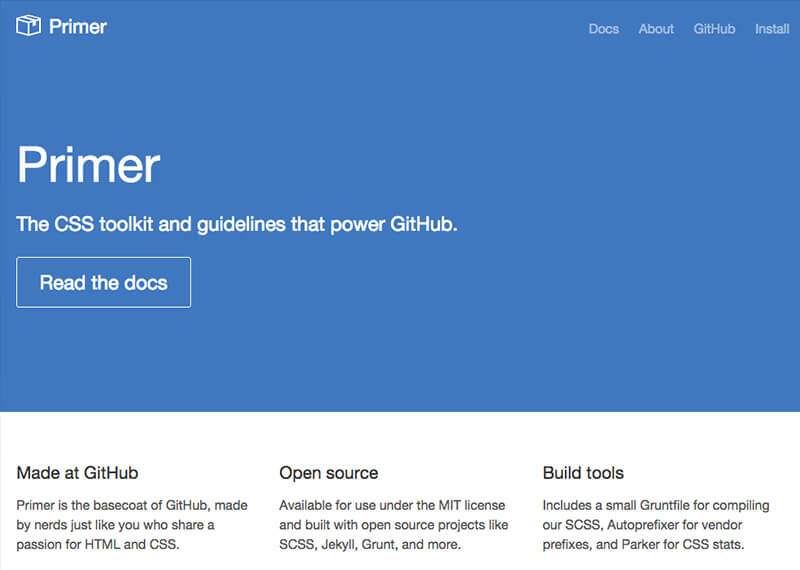 Primer
Docs About GitHub Install
Primer
The CSS toolkit and guidelines that power GitHub.
Read the docs
Made at GitHub
Primer is the basecoat of GitHub, made
by nerds just like you who share a
passion for HTML and CSS.
Open source
Available for use under the MIT license
and built with open source projects like
SCSS, Jekyll, Grunt, and more.
Build tools
Includes a small Gruntfile for compiling
our SCSS, Autoprefixer for vendor
prefixes, and Parker for CSS stats.